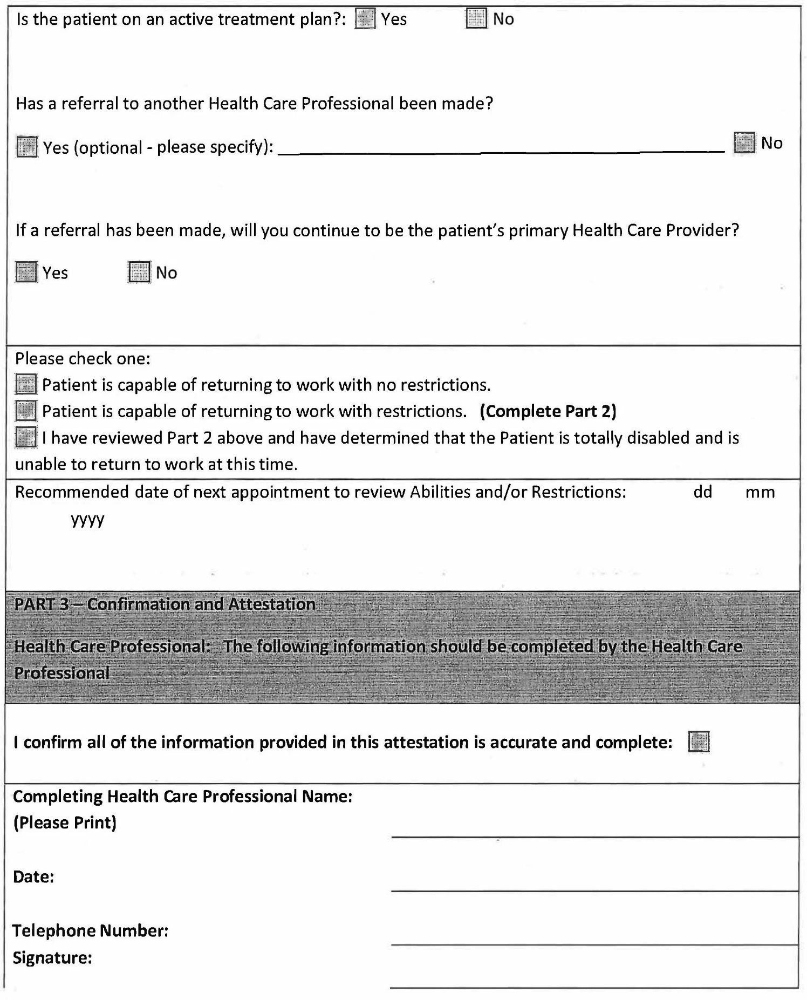 Is the patient on an active treatment plan?: Yes No
Has a referral to another Health Care Professional been made?
Yes (optional - please specify): No
If a referral has been made, will you continue to be the patient's primary Health Care Provider?
Yes No
Please check one:
Patient is capable of returning to work with no restrictions.
Patient is capable of returning to work with restrictions. (Complete Part 2)
I have reviewed Part 2 above and have determined that the Patient is totally disabled and is
unable to return to work at this time.
Recommended date of next appointment to review Abilities and/or Restrictions: dd mm
yyyy
PART 3 – Confirmation and Attestation
Health Care Professional: The following information should be completed by the Health Care
Professional
I confirm all of the information provided in this attestation is accurate and complete:
Completing Health Care Professional Name:
(Please Print)
Date:
Telephone Number:
Signature: